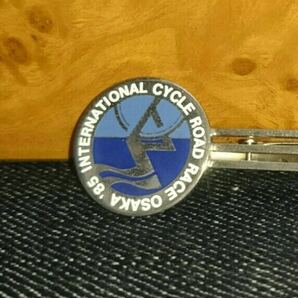 '85 INTERNATIONAL CYCLE ROAD RACE OSAKA